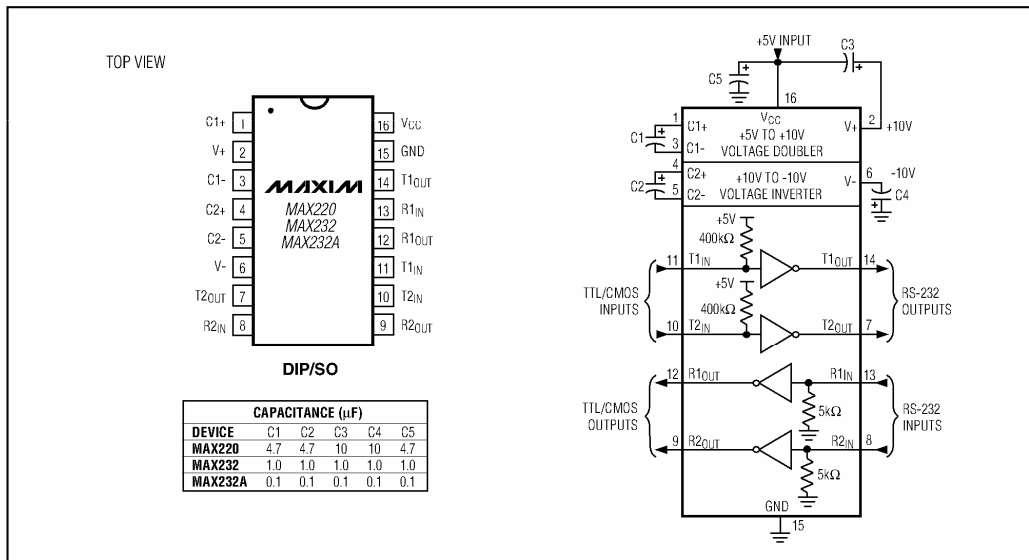 TOP VIEW
C1+ 1
V+ 2
C1- 3
C2+ 4
C2- 5
V- 6
T2OUT 7
R2IN 8
16 VCC
15 GND
14 T1OUT
13 R1IN
12 R1OUT
11 T1IN
10 T2IN
9 R2OUT
MAXIM
MAX220
MAX232
MAX232A
DIP/SO
CAPACITANCE (µF)
DEVICE C1 C2 C3 C4 C5
MAX220 4.7 4.7 10 10 4.7
MAX232 1.0 1.0 1.0 1.0 1.0
MAX232A 0.1 0.1 0.1 0.1 0.1
+5V INPUT
C3
C5
16
VCC
1 C1+
C1
3 C1-
+5V TO +10V
VOLTAGE DOUBLER
V+ 2 +10V
4 C2+
C2
5 C2-
+10V TO -10V
VOLTAGE INVERTER
V- 6 -10V
C4
+5V
400kΩ
11 T1IN
T1OUT 14
+5V
400kΩ
TTL/CMOS
INPUTS
RS-232
OUTPUTS
10 T2IN
T2OUT 7
12 R1OUT
R1IN 13
5kΩ
TTL/CMOS
OUTPUTS
RS-232
INPUTS
9 R2OUT
R2IN 8
5kΩ
GND
15